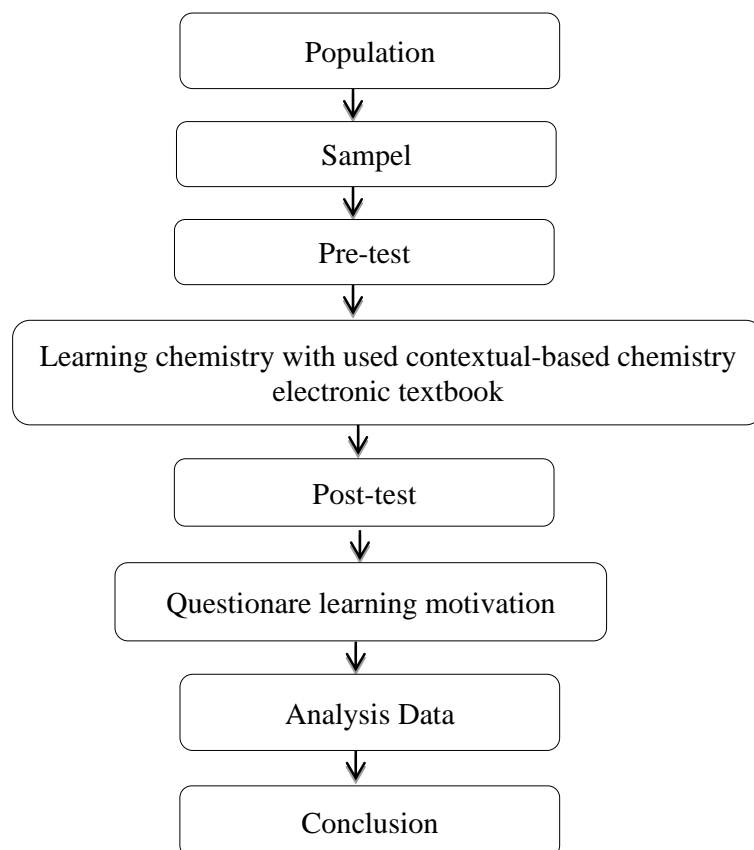 Population
Sampel
Pre-test
Learning chemistry with used contextual-based chemistry
electronic textbook
Post-test
Questionare learning motivation
Analysis Data
Conclusion